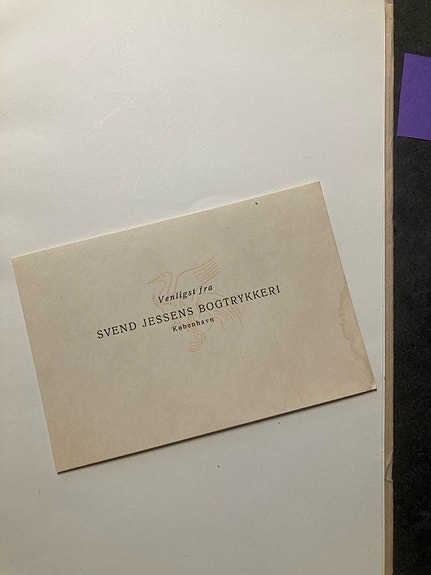 Venligst fra
SVEND JESSENS BOGTRYKKERI
København